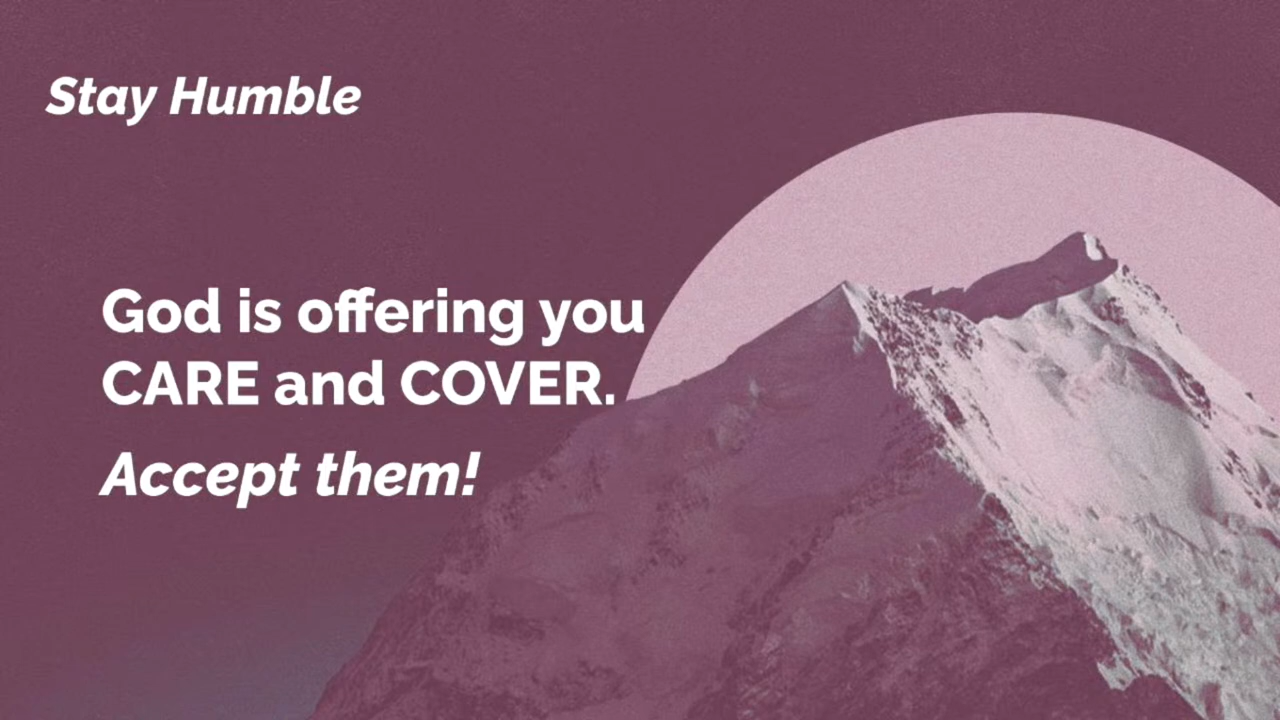 Stay Humble
God is offering you
CARE and COVER.
Accept them!